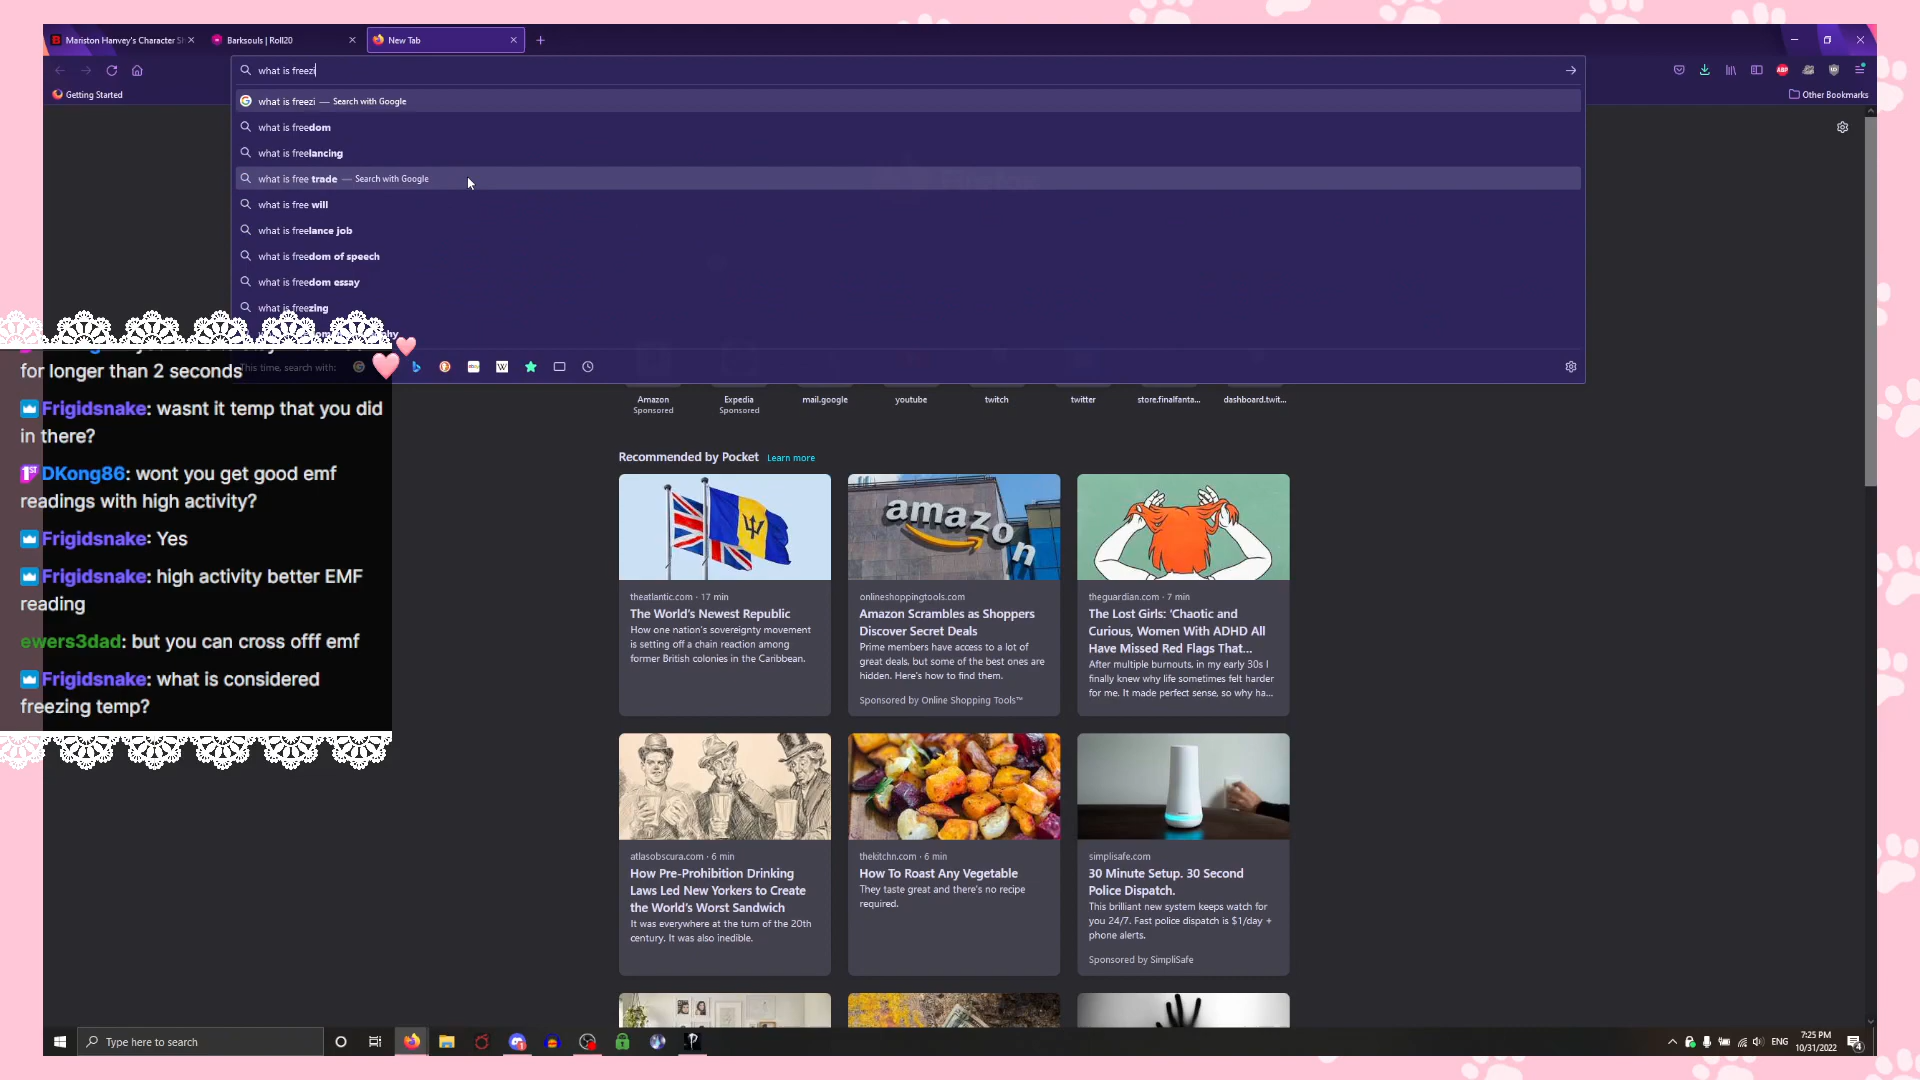 Mariston Hanvey's Character S
Barksouls | Roll20
New Tab
what is freezi
Getting Started
Other Bookmarks
what is freezi — Search with Google
what is freedom
what is freelancing
what is free trade — Search with Google
what is free will
what is freelance job
what is freedom of speech
what is freedom essay
what is freezing
This time, search with:
for longer than 2 seconds
Frigidsnake: wasnt it temp that you did
in there?
1ST DKong86: wont you get good emf
readings with high activity?
Frigidsnake: Yes
Frigidsnake: high activity better EMF
reading
ewers3dad: but you can cross offf emf
Frigidsnake: what is considered
freezing temp?
Amazon
Sponsored
Expedia
Sponsored
mail.google
youtube
twitch
twitter
store.finalfanta...
dashboard.twit...
Recommended by Pocket
Learn more
theatlantic.com · 17 min
The World's Newest Republic
How one nation's sovereignty movement
is setting off a chain reaction among
former British colonies in the Caribbean.
amazon
onlineshoppingtools.com
Amazon Scrambles as Shoppers
Discover Secret Deals
Prime members have access to a lot of
great deals, but some of the best ones are
hidden. Here's how to find them.
Sponsored by Online Shopping Tools™
theguardian.com · 7 min
The Lost Girls: 'Chaotic and
Curious, Women With ADHD All
Have Missed Red Flags That...
After multiple burnouts, in my early 30s I
finally knew why life sometimes felt harder
for me. It made perfect sense, so why ha...
atlasobscura.com · 6 min
How Pre-Prohibition Drinking
Laws Led New Yorkers to Create
the World's Worst Sandwich
It was everywhere at the turn of the 20th
century. It was also inedible.
thekitchn.com · 6 min
How To Roast Any Vegetable
They taste great and there's no recipe
required.
simplisafe.com
30 Minute Setup. 30 Second
Police Dispatch.
This brilliant new system keeps watch for
you 24/7. Fast police dispatch is $1/day +
phone alerts.
Sponsored by SimpliSafe
Type here to search
ENG
7:25 PM
10/31/2022